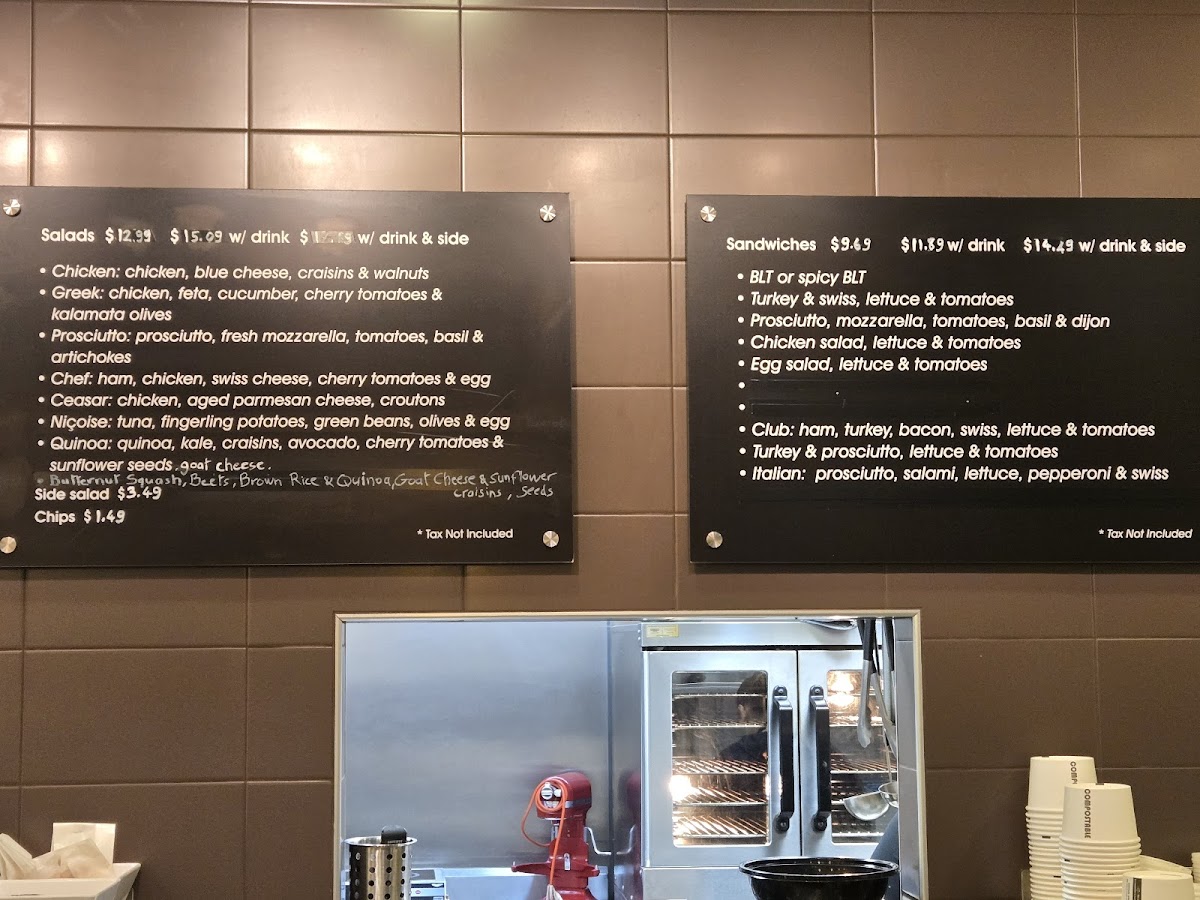 Salads $12.99 $15.09 w/ drink $ w/ drink & side
• Chicken: chicken, blue cheese, craisins & walnuts
• Greek: chicken, feta, cucumber, cherry tomatoes &
kalamata olives
• Prosciutto: prosciutto, fresh mozzarella, tomatoes, basil &
artichokes
• Chef: ham, chicken, swiss cheese, cherry tomatoes & egg
• Ceasar: chicken, aged parmesan cheese, croutons
• Niçoise: tuna, fingerling potatoes, green beans, olives & egg
• Quinoa: quinoa, kale, craisins, avocado, cherry tomatoes &
sunflower seeds, goat cheese.
• Butternut Squash, Beets, Brown Rice & Quinoa, Goat Cheese & Sunflower
craisins, Seeds
Side salad $3.49
Chips $1.49
* Tax Not Included
Sandwiches $9.69 $11.89 w/ drink $14.29 w/ drink & side
• BLT or spicy BLT
• Turkey & swiss, lettuce & tomatoes
• Prosciutto, mozzarella, tomatoes, basil & dijon
• Chicken salad, lettuce & tomatoes
• Egg salad, lettuce & tomatoes
•
•
• Club: ham, turkey, bacon, swiss, lettuce & tomatoes
• Turkey & prosciutto, lettuce & tomatoes
• Italian: prosciutto, salami, lettuce, pepperoni & swiss
* Tax Not Included
COMPOSTABLE